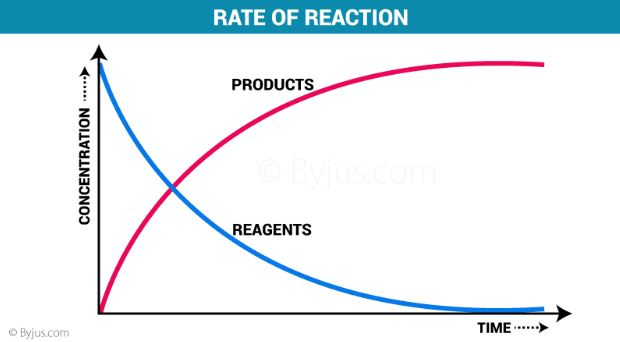 RATE OF REACTION
PRODUCTS
© Byjus.com
CONCENTRATION
REAGENTS
TIME
© Byjus.com